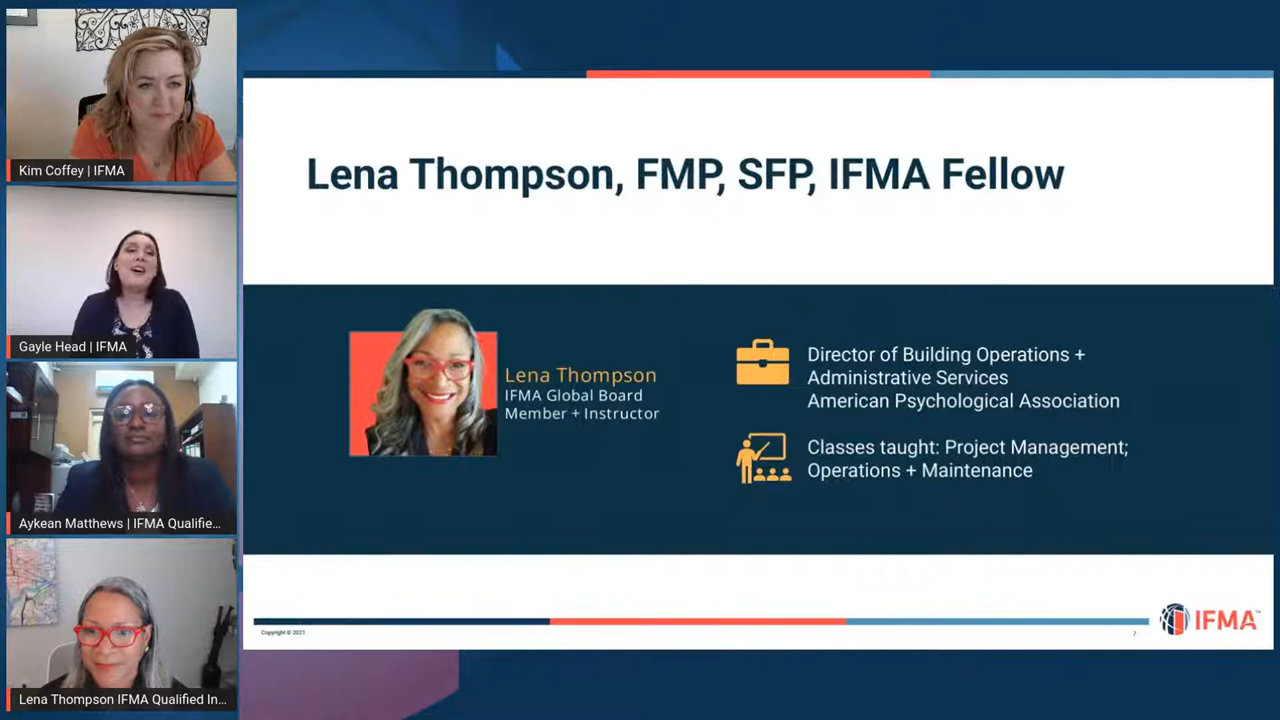 Kim Coffey | IFMA
Gayle Head | IFMA
Aykean Matthews | IFMA Qualifie...
Lena Thompson IFMA Qualified In...
Lena Thompson, FMP, SFP, IFMA Fellow
Lena Thompson
IFMA Global Board
Member + Instructor
Director of Building Operations +
Administrative Services
American Psychological Association
Classes taught: Project Management;
Operations + Maintenance
Copyright © 2021
7
IFMA™